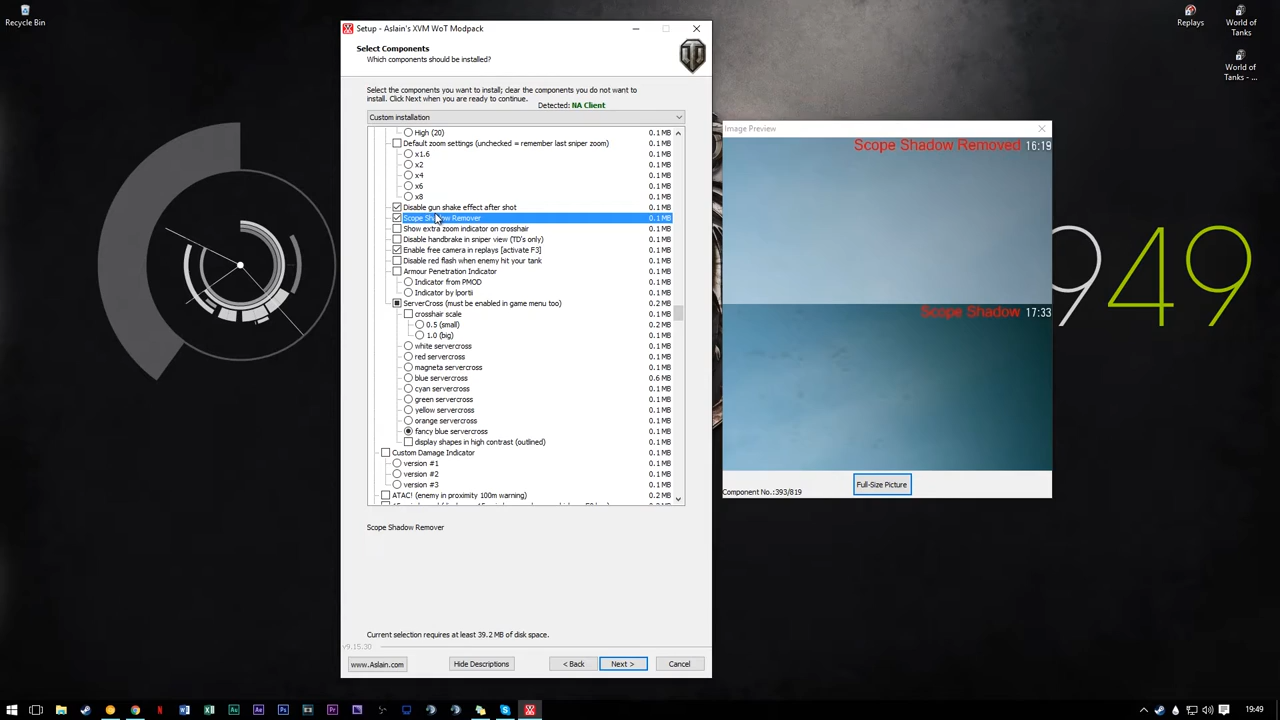 Recycle Bin
Replays
World of
Tanks
World of
Tanks - ...
Setup - Aslain's XVM WoT Modpack
Select Components
Which components should be installed?
Select the components you want to install; clear the components you do not want to
install. Click Next when you are ready to continue.
Detected: NA Client
Custom installation
High (20) 0.1 MB
Default zoom settings (unchecked = remember last sniper zoom) 0.1 MB
x1.6 0.1 MB
x2 0.1 MB
x4 0.1 MB
x6 0.1 MB
x8 0.1 MB
Disable gun shake effect after shot 0.1 MB
Scope Shadow Remover 0.1 MB
Show extra zoom indicator on crosshair 0.1 MB
Disable handbrake in sniper view (TD's only) 0.1 MB
Enable free camera in replays [activate F3] 0.1 MB
Disable red flash when enemy hit your tank 0.1 MB
Armour Penetration Indicator 0.1 MB
Indicator from PMOD 0.1 MB
Indicator by lportii 0.1 MB
ServerCross (must be enabled in game menu too) 0.2 MB
crosshair scale 0.1 MB
0.5 (small) 0.2 MB
1.0 (big) 0.1 MB
white servercross 0.1 MB
red servercross 0.1 MB
magneta servercross 0.1 MB
blue servercross 0.6 MB
cyan servercross 0.1 MB
green servercross 0.1 MB
yellow servercross 0.1 MB
orange servercross 0.1 MB
fancy blue servercross 0.1 MB
display shapes in high contrast (outlined) 0.1 MB
Custom Damage Indicator 0.1 MB
version #1 0.1 MB
version #2 0.1 MB
version #3 0.1 MB
ATAC! (enemy in proximity 100m warning) 0.2 MB
Scope Shadow Remover
Current selection requires at least 39.2 MB of disk space.
v9.15.30
www.Aslain.com
Hide Descriptions
< Back
Next >
Cancel
Image Preview
Scope Shadow Removed 16:19
Scope Shadow 17:33
Component No.:393/819
Full-Size Picture
949
19:49